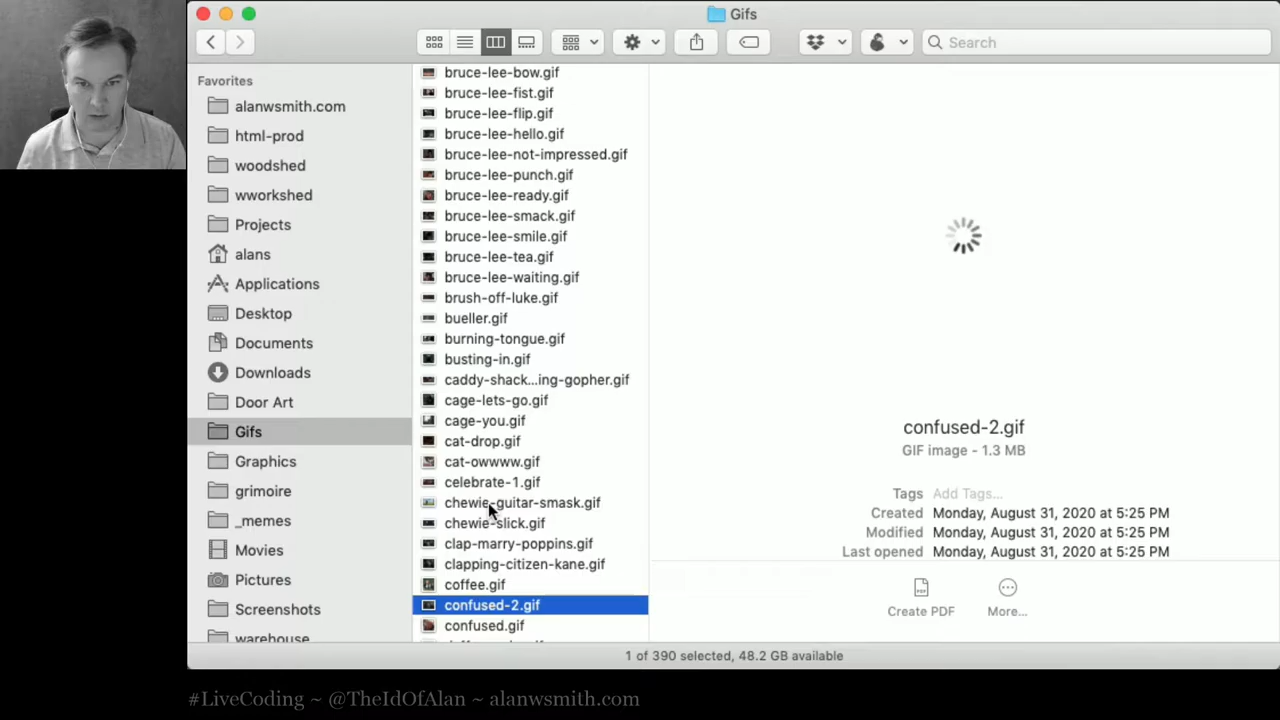 Gifs
Search
Favorites
alanwsmith.com
html-prod
woodshed
wworkshed
Projects
alans
Applications
Desktop
Documents
Downloads
Door Art
Gifs
Graphics
grimoire
_memes
Movies
Pictures
Screenshots
warehouse
bruce-lee-bow.gif
bruce-lee-fist.gif
bruce-lee-flip.gif
bruce-lee-hello.gif
bruce-lee-not-impressed.gif
bruce-lee-punch.gif
bruce-lee-ready.gif
bruce-lee-smack.gif
bruce-lee-smile.gif
bruce-lee-tea.gif
bruce-lee-waiting.gif
brush-off-luke.gif
bueller.gif
burning-tongue.gif
busting-in.gif
caddy-shack...ing-gopher.gif
cage-lets-go.gif
cage-you.gif
cat-drop.gif
cat-owwww.gif
celebrate-1.gif
chewie-guitar-smask.gif
chewie-slick.gif
clap-marry-poppins.gif
clapping-citizen-kane.gif
coffee.gif
confused-2.gif
confused.gif
confused-2.gif
GIF image - 1.3 MB
Tags Add Tags...
Created Monday, August 31, 2020 at 5:25 PM
Modified Monday, August 31, 2020 at 5:25 PM
Last opened Monday, August 31, 2020 at 5:25 PM
Create PDF
More...
1 of 390 selected, 48.2 GB available
#LiveCoding ~ @TheIdOfAlan ~ alanwsmith.com